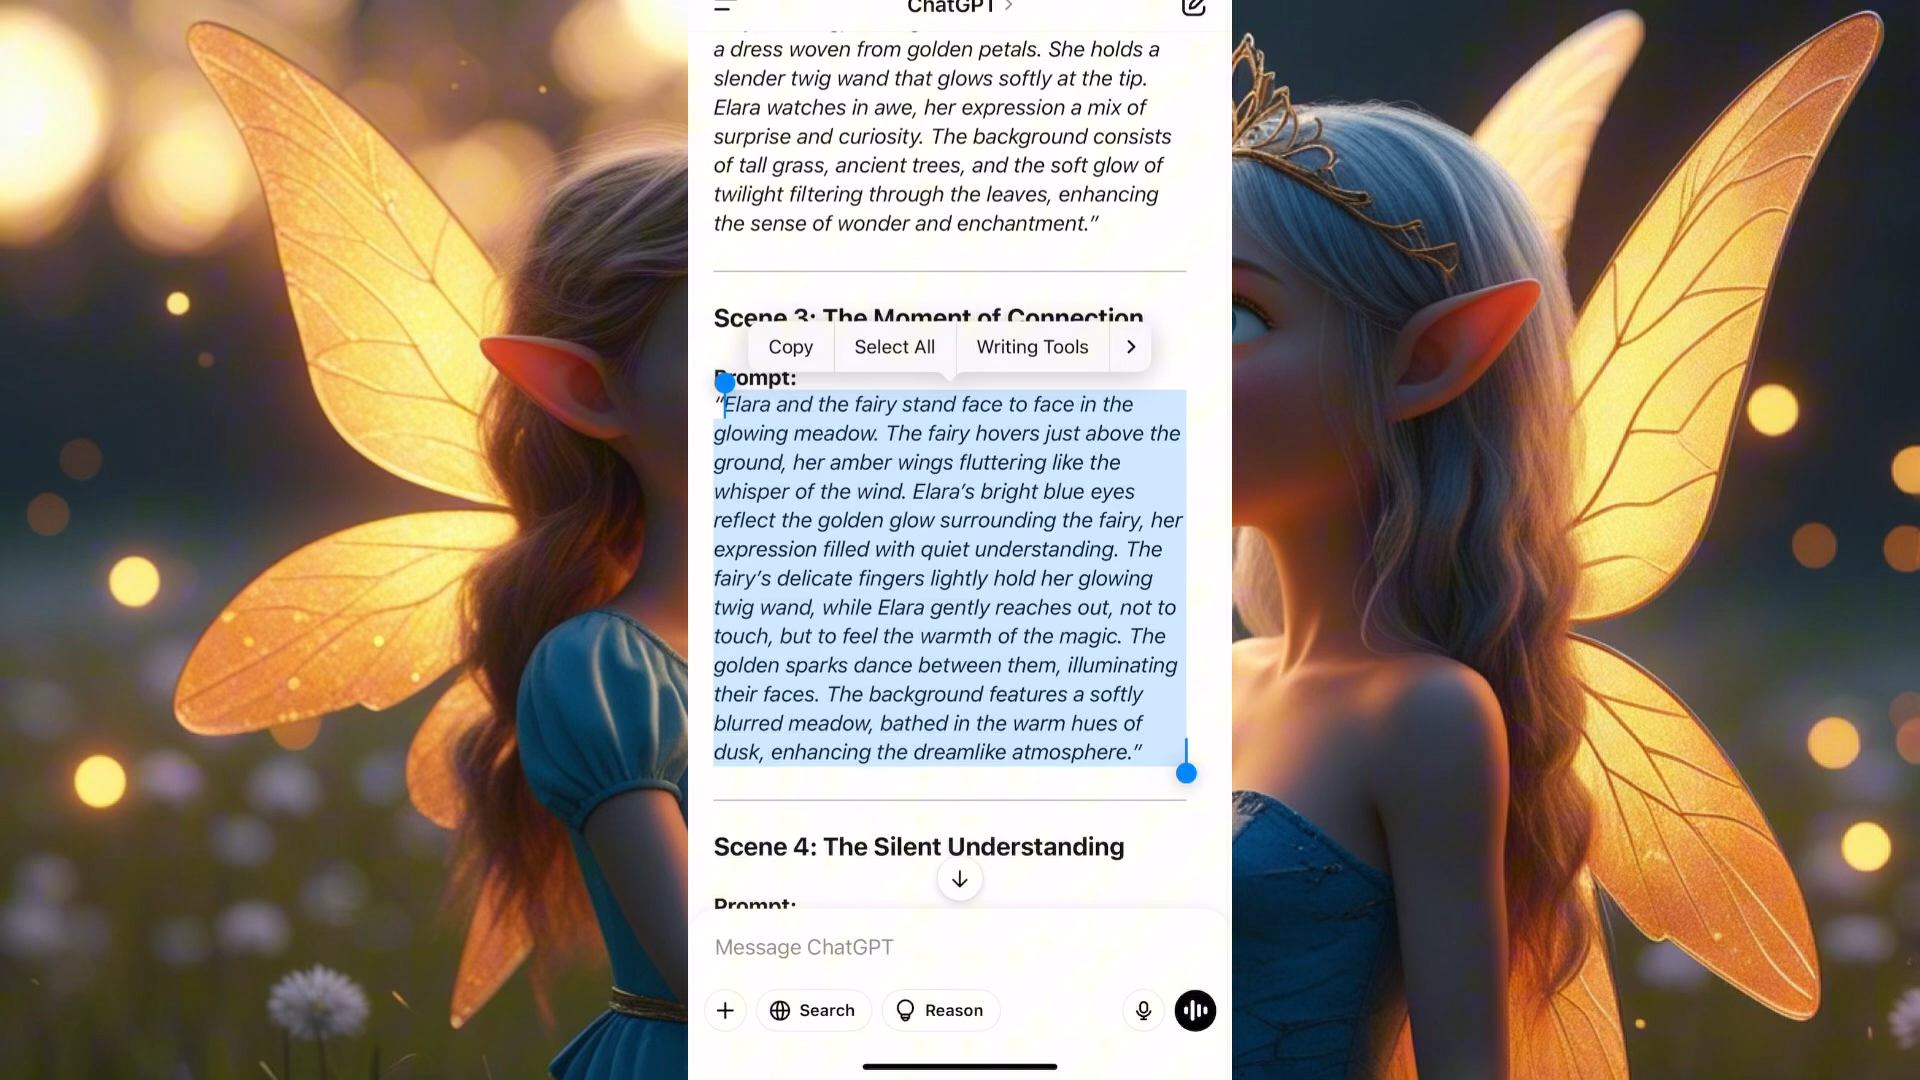 ChatGPT >
a dress woven from golden petals. She holds a
slender twig wand that glows softly at the tip.
Elara watches in awe, her expression a mix of
surprise and curiosity. The background consists
of tall grass, ancient trees, and the soft glow of
twilight filtering through the leaves, enhancing
the sense of wonder and enchantment.”
Scene 3: The Moment of Connection
Copy
Select All
Writing Tools
Prompt:
“Elara and the fairy stand face to face in the
glowing meadow. The fairy hovers just above the
ground, her amber wings fluttering like the
whisper of the wind. Elara’s bright blue eyes
reflect the golden glow surrounding the fairy, her
expression filled with quiet understanding. The
fairy’s delicate fingers lightly hold her glowing
twig wand, while Elara gently reaches out, not to
touch, but to feel the warmth of the magic. The
golden sparks dance between them, illuminating
their faces. The background features a softly
blurred meadow, bathed in the warm hues of
dusk, enhancing the dreamlike atmosphere.”
Scene 4: The Silent Understanding
Prompt:
Message ChatGPT
Search
Reason